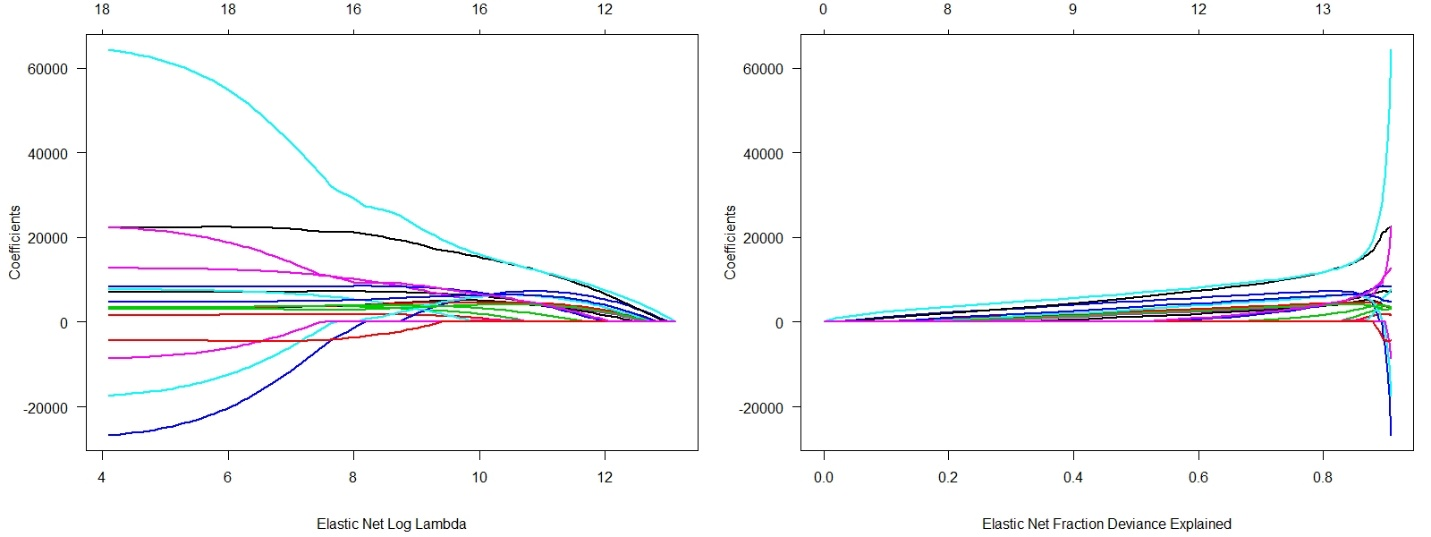 18 18 16 16 12
60000
40000
20000
0
-20000
Coefficients
4 6 8 10 12
Elastic Net Log Lambda
0 8 9 12 13
60000
40000
20000
0
-20000
Coefficients
0.0 0.2 0.4 0.6 0.8
Elastic Net Fraction Deviance Explained